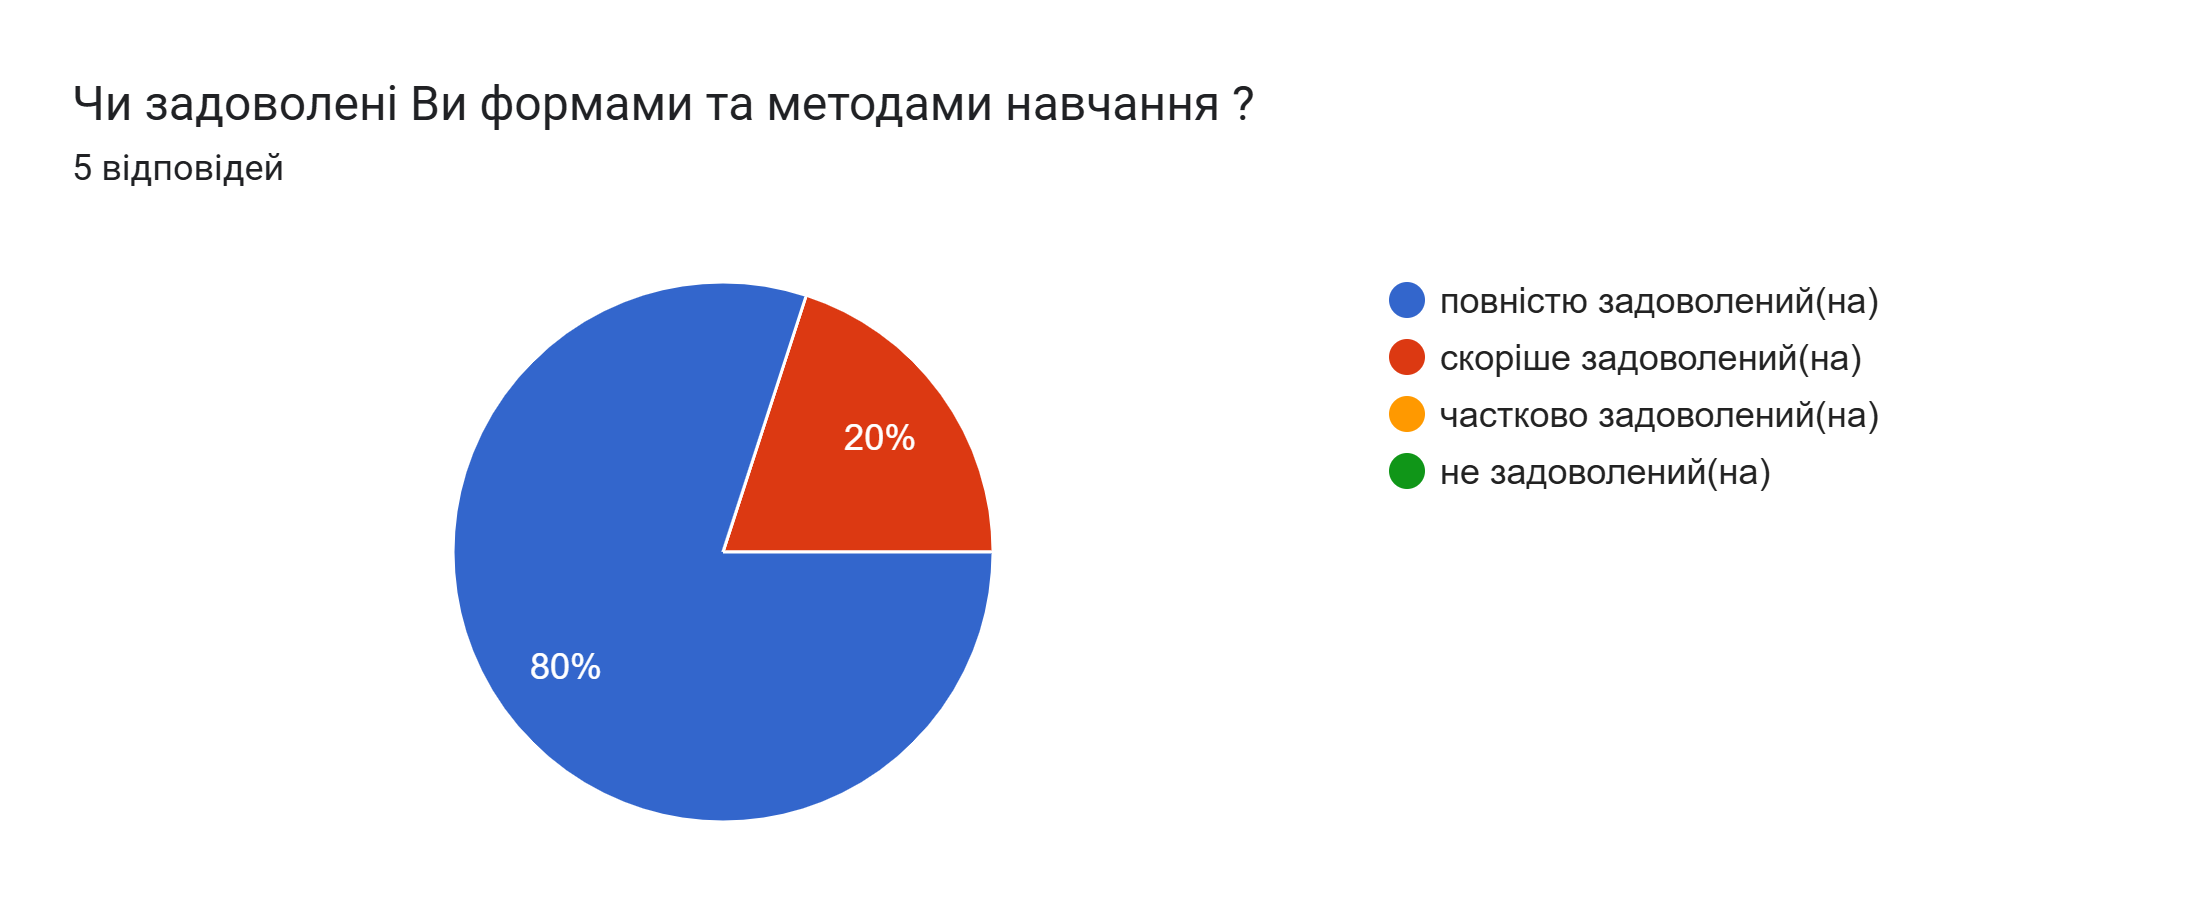 Чи задоволені Ви формами та методами навчання ?
5 відповідей
повністю задоволений(на)
скоріше задоволений(на)
частково задоволений(на)
не задоволений(на)
20%
80%